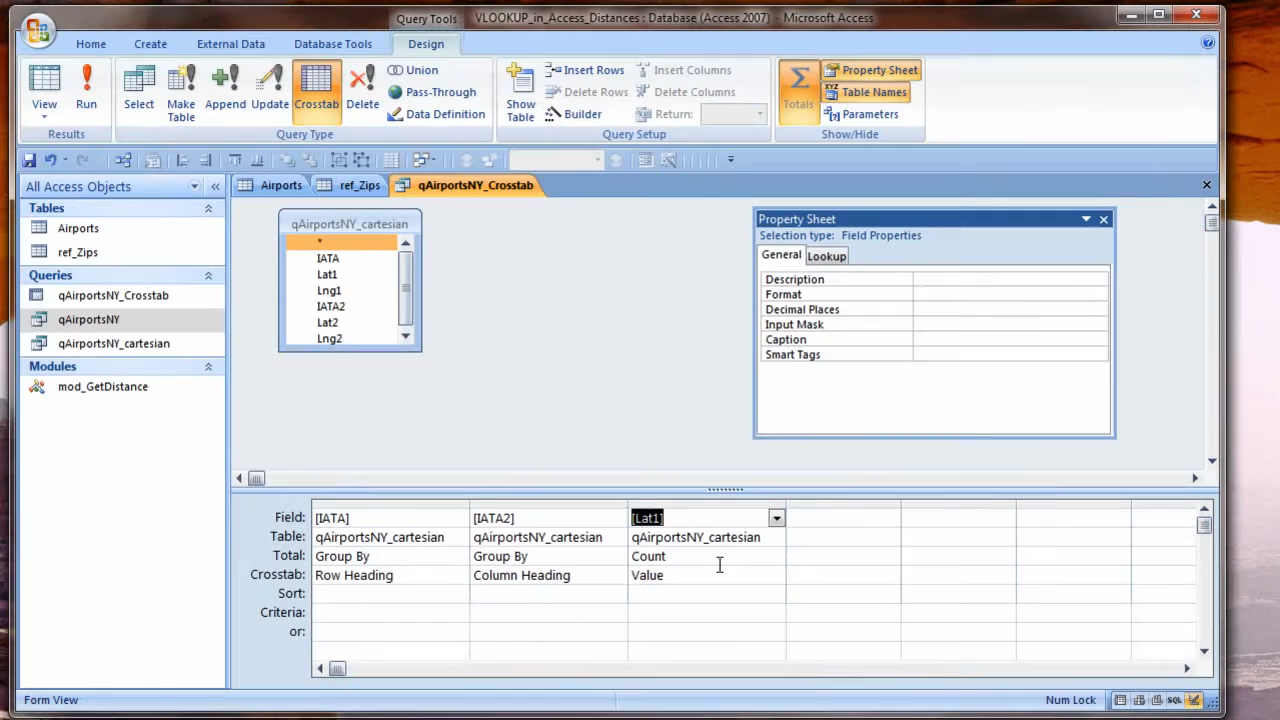 Query Tools
VLOOKUP_in_Access_Distances : Database (Access 2007) - Microsoft Access
Home Create External Data Database Tools Design
View Run
Results
Select Make Table Append Update Crosstab Delete
Union
Pass-Through
Data Definition
Query Type
Show Table
Insert Rows
Delete Rows
Builder
Insert Columns
Delete Columns
Return:
Query Setup
Totals
Property Sheet
Table Names
Parameters
Show/Hide
All Access Objects
Airports ref_Zips qAirportsNY_Crosstab
Tables
Airports
ref_Zips
Queries
qAirportsNY_Crosstab
qAirportsNY
qAirportsNY_cartesian
Modules
mod_GetDistance
qAirportsNY_cartesian
*
IATA
Lat1
Lng1
IATA2
Lat2
Lng2
Property Sheet
Selection type: Field Properties
General Lookup
Description
Format
Decimal Places
Input Mask
Caption
Smart Tags
Field: [IATA] [IATA2] [Lat1]
Table: qAirportsNY_cartesian qAirportsNY_cartesian qAirportsNY_cartesian
Total: Group By Group By Count
Crosstab: Row Heading Column Heading Value
Sort:
Criteria:
or:
Form View
Num Lock
SQL